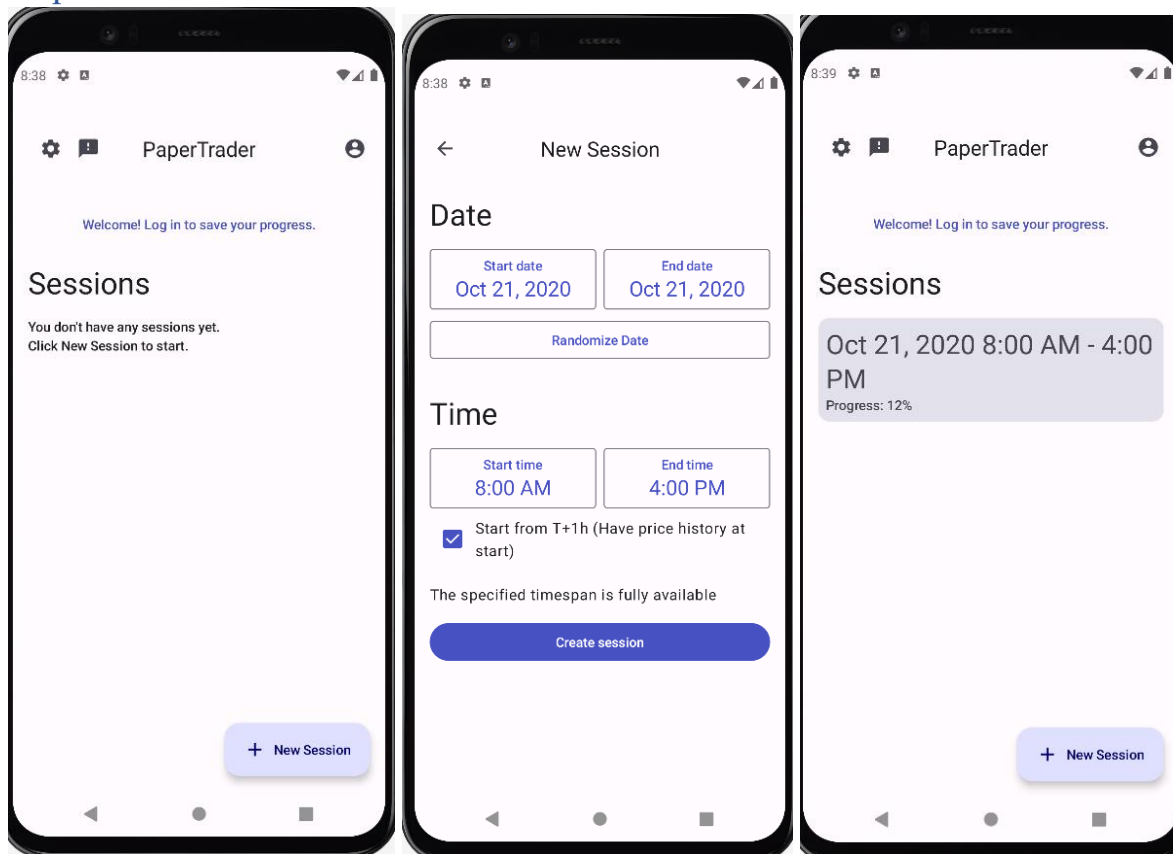 8:38
PaperTrader
Welcome! Log in to save your progress.
Sessions
You don't have any sessions yet.
Click New Session to start.
+ New Session
8:38
New Session
Date
Start date
Oct 21, 2020
End date
Oct 21, 2020
Randomize Date
Time
Start time
8:00 AM
End time
4:00 PM
Start from T+1h (Have price history at
start)
The specified timespan is fully available
Create session
8:39
PaperTrader
Welcome! Log in to save your progress.
Sessions
Oct 21, 2020 8:00 AM - 4:00
PM
Progress: 12%
+ New Session